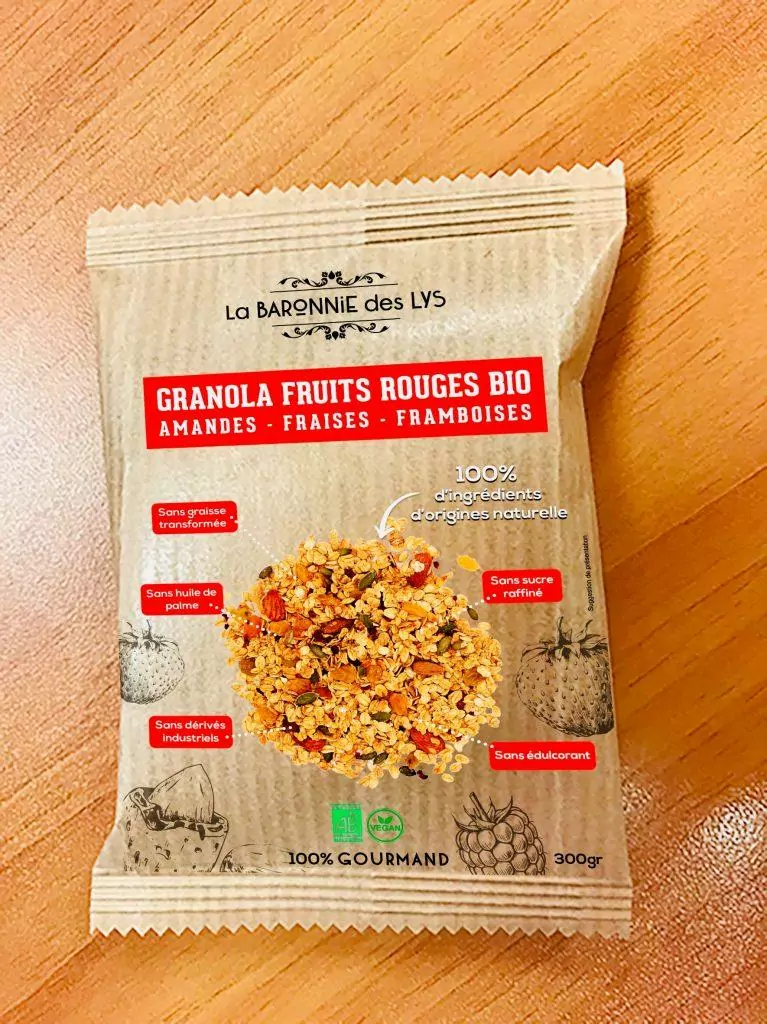 La BARONNiE des LYS
GRANOLA FRUITS ROUGES BIO
AMANDES - FRAISES - FRAMBOISES
100%
d'ingrédients
d'origines naturelle
Sans graisse
transformée
Suggestion de présentation
Sans huile de
palme
Sans sucre
raffiné
Sans dérivés
industriels
Sans édulcorant
AB
VEGAN
100% GOURMAND
300gr